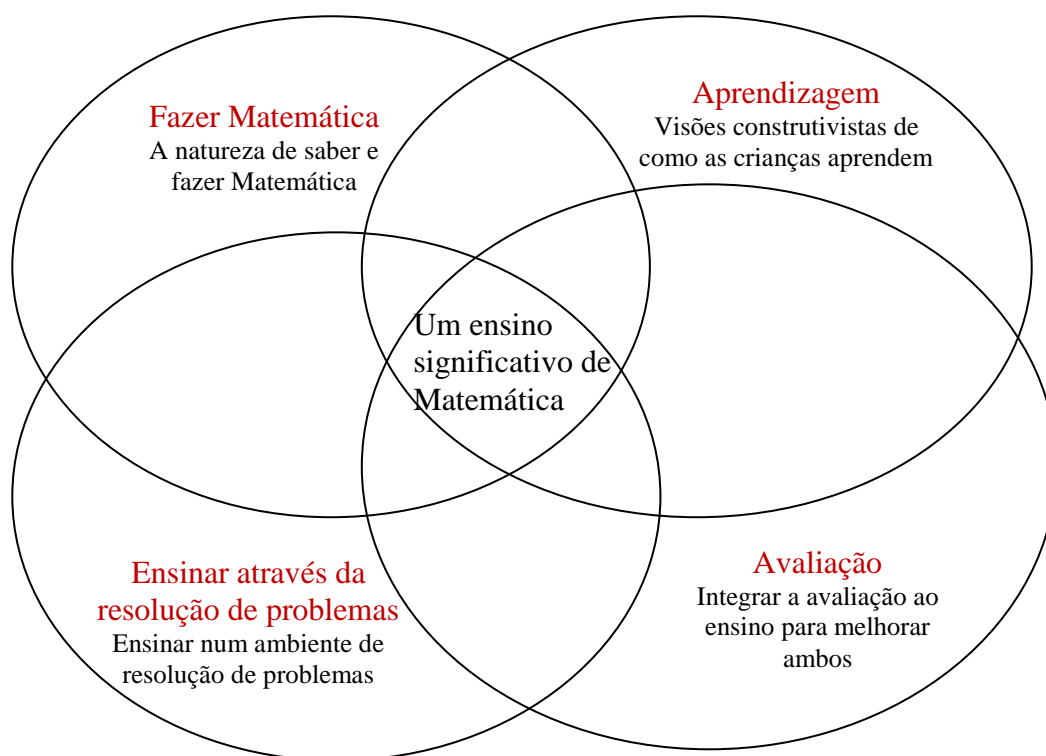 Fazer Matemática
A natureza de saber e
fazer Matemática
Aprendizagem
Visões construtivistas de
como as crianças aprendem
Um ensino
significativo de
Matemática
Ensinar através da
resolução de problemas
Ensinar num ambiente de
resolução de problemas
Avaliação
Integrar a avaliação ao
ensino para melhorar
ambos